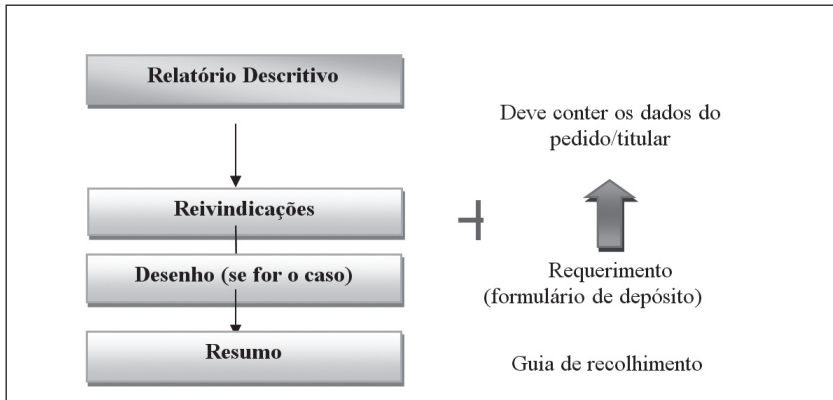 Relatório Descritivo
Reivindicações
Desenho (se for o caso)
Resumo
Deve conter os dados do
pedido/titular
Requerimento
(formulário de depósito)
Guia de recolhimento